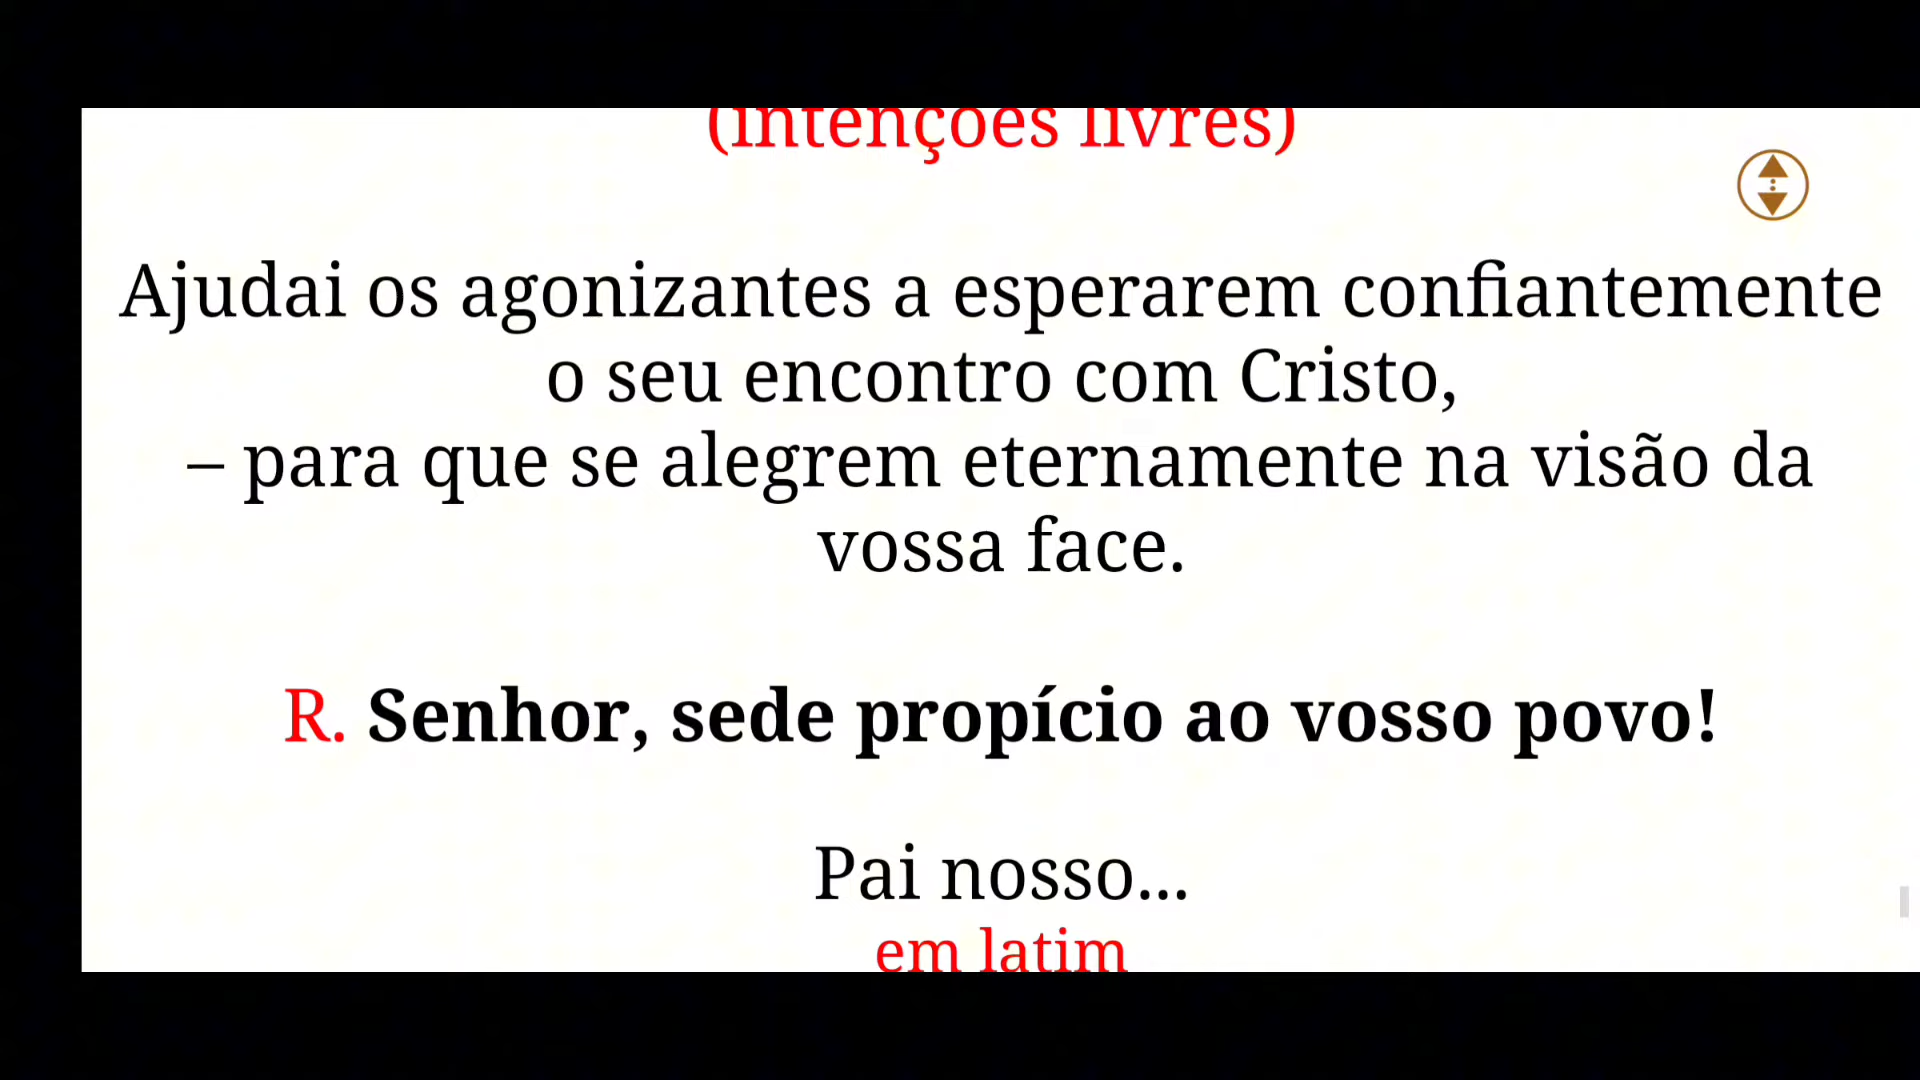 (intenções livres)
Ajudai os agonizantes a esperarem confiantemente
o seu encontro com Cristo,
– para que se alegrem eternamente na visão da
vossa face.
R. Senhor, sede propício ao vosso povo!
Pai nosso...
em latim